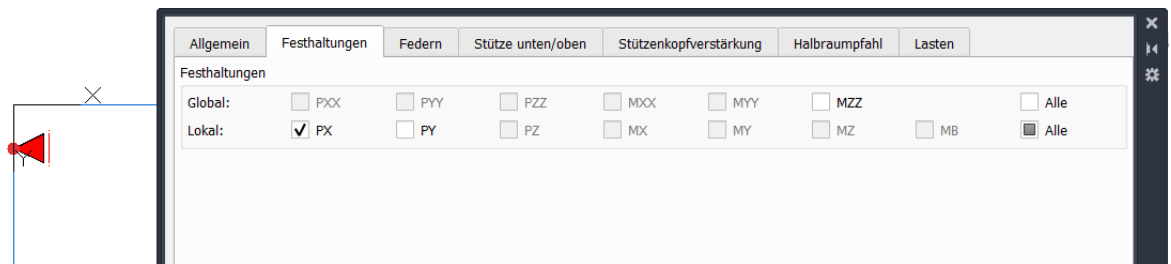 Allgemein Festhaltungen Federn Stütze unten/oben Stützenkopfverstärkung Halbraumpfahl Lasten
Festhaltungen
Global: PXX PYY PZZ MXX MYY MZZ Alle
Lokal: PX PY PZ MX MY MZ MB Alle
X
Y